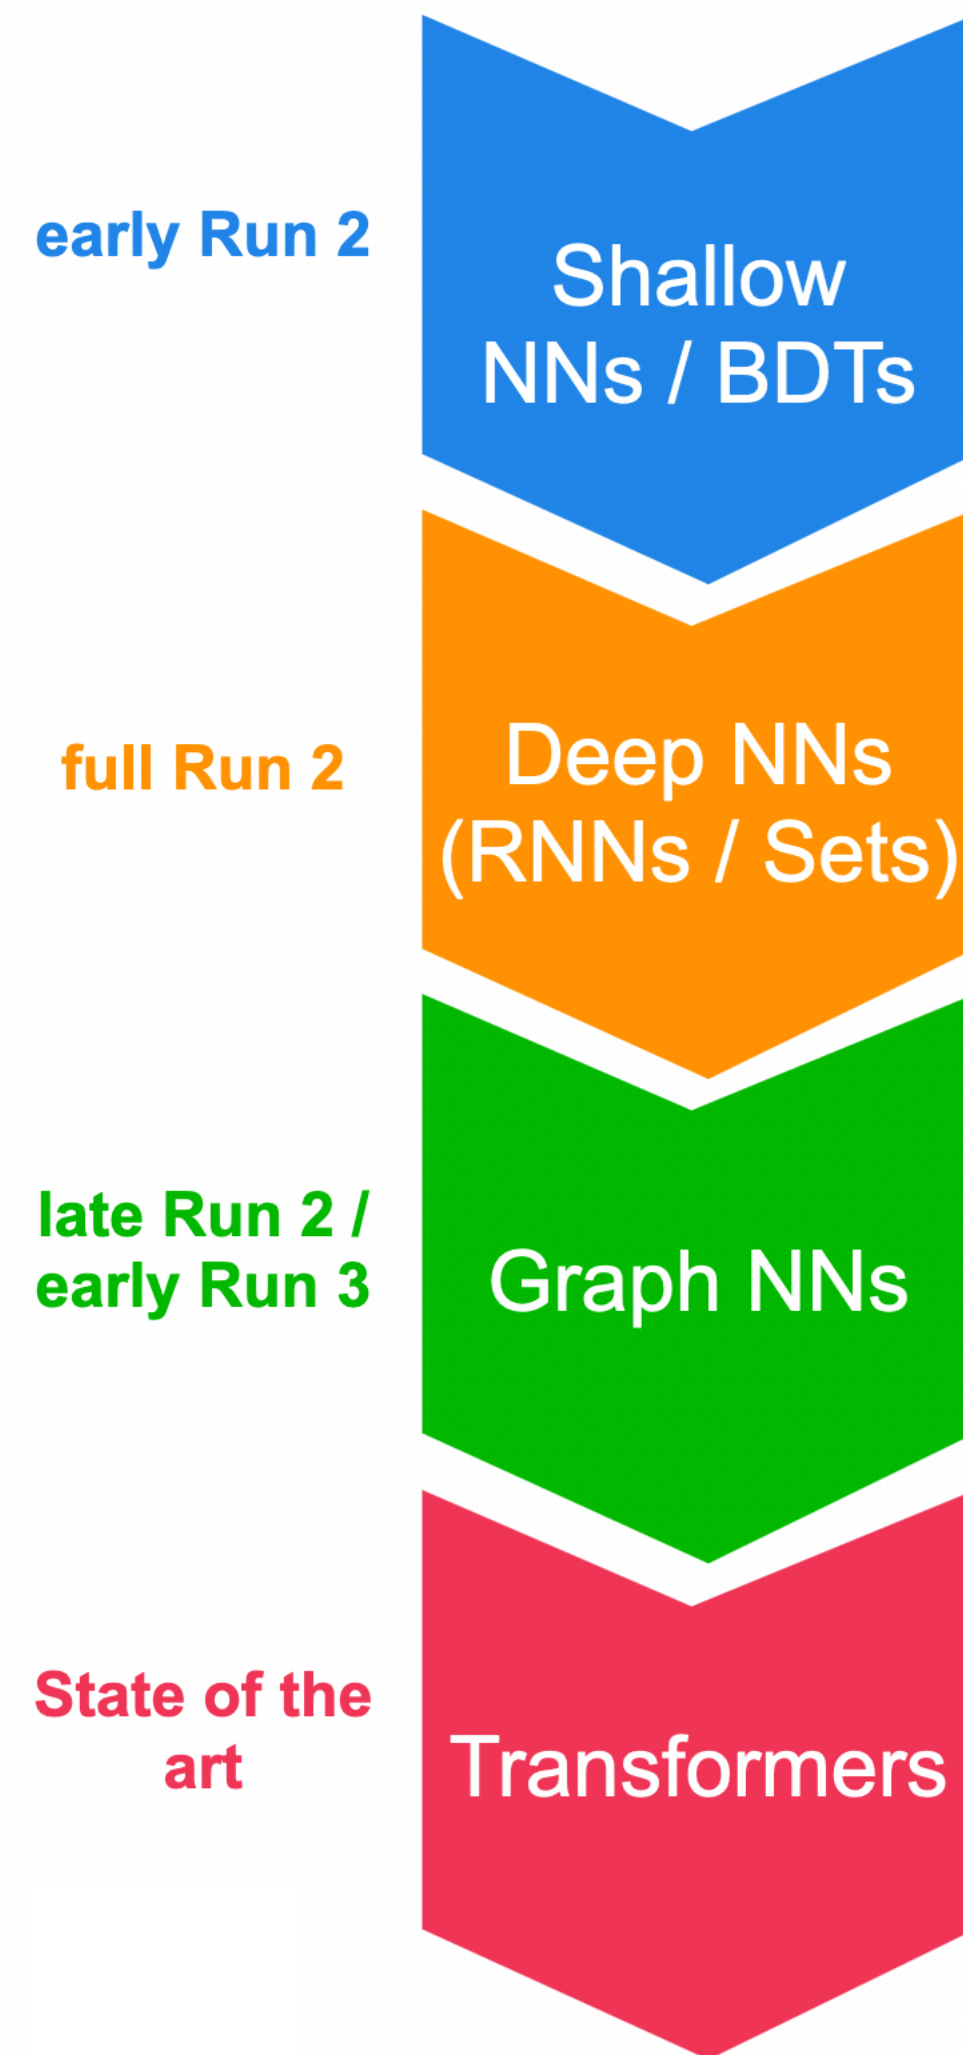 early Run 2
Shallow
NNs / BDTs
full Run 2
Deep NNs
(RNNs / Sets)
late Run 2 /
early Run 3
Graph NNs
State of the
art
Transformers